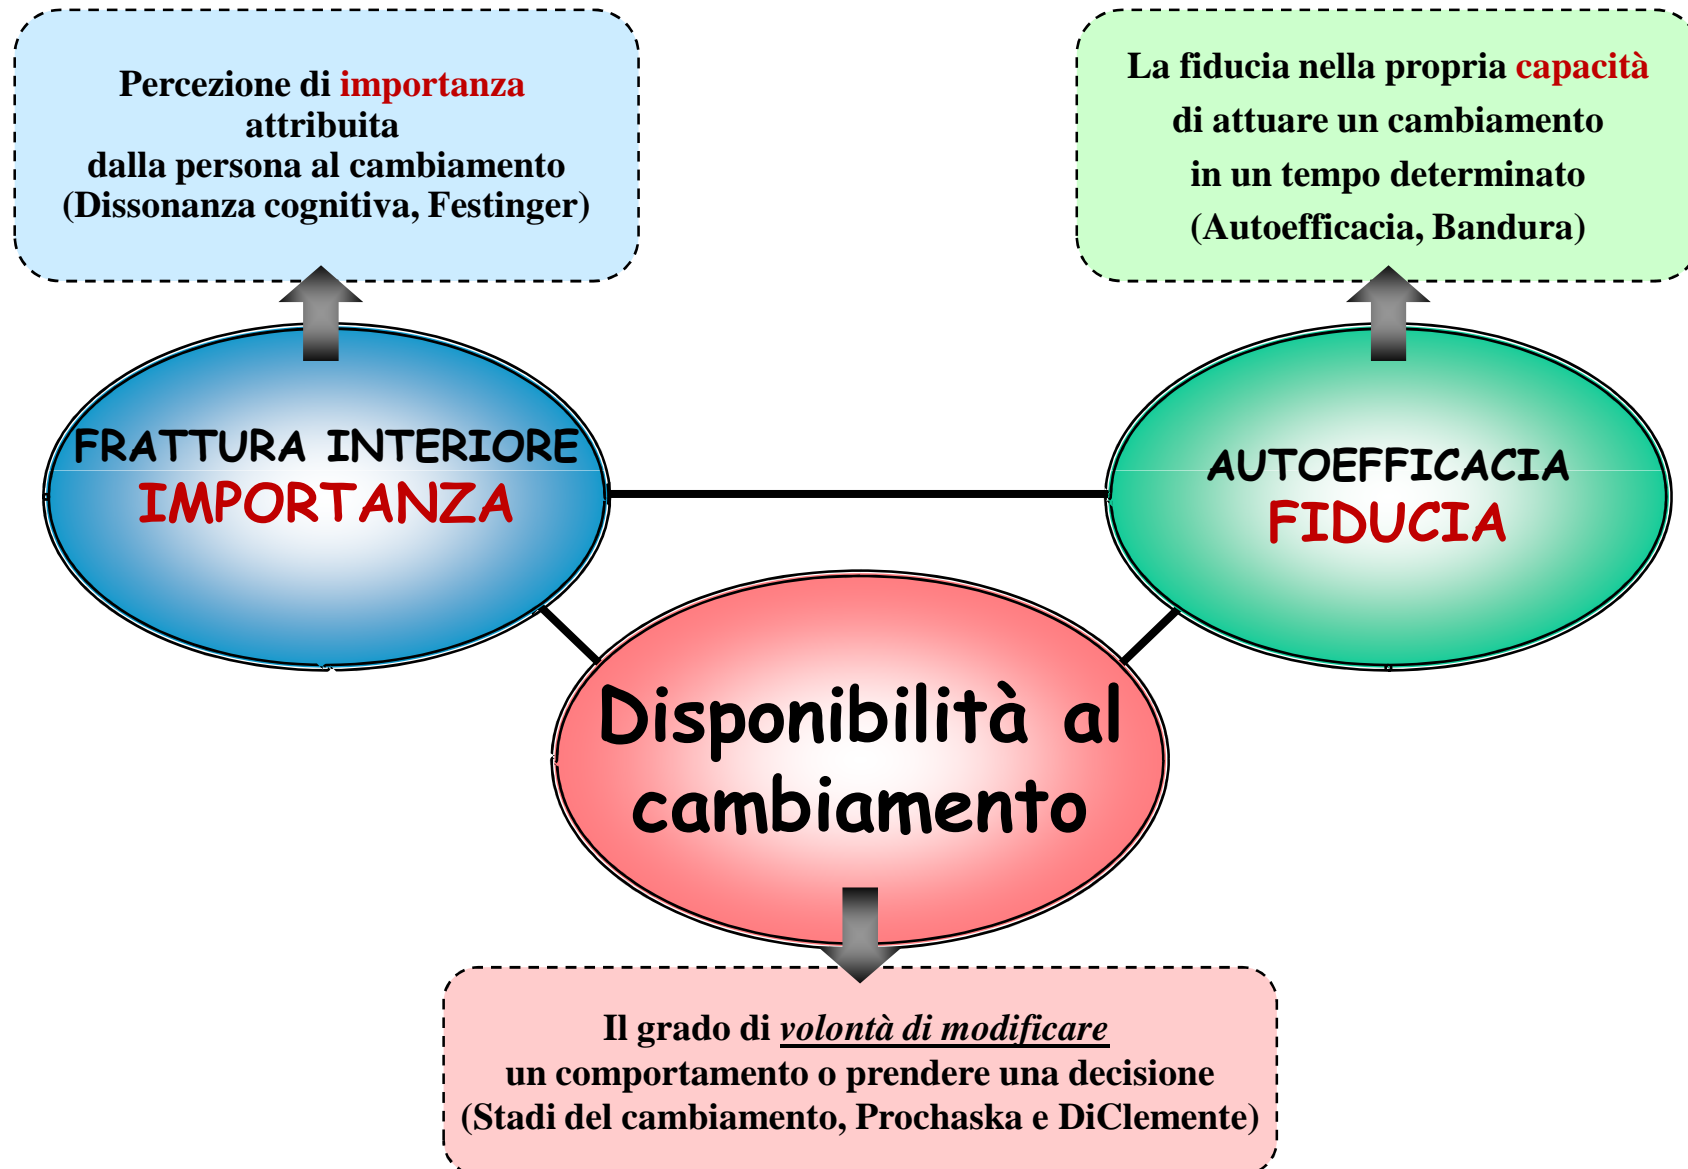 Percezione di importanza
attribuita
dalla persona al cambiamento
(Dissonanza cognitiva, Festinger)
La fiducia nella propria capacità
di attuare un cambiamento
in un tempo determinato
(Autoefficacia, Bandura)
FRATTURA INTERIORE
IMPORTANZA
AUTOEFFICACIA
FIDUCIA
Disponibilità al
cambiamento
Il grado di volontà di modificare
un comportamento o prendere una decisione
(Stadi del cambiamento, Prochaska e DiClemente)